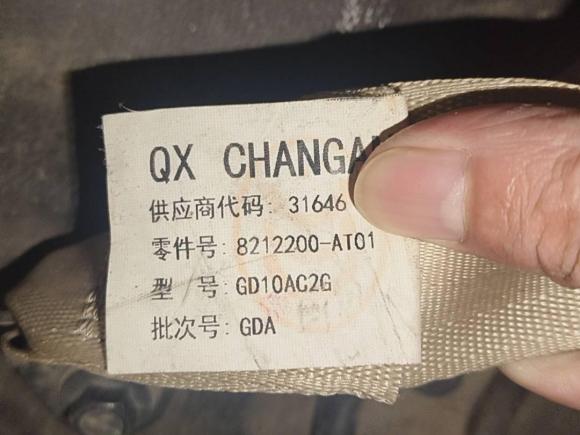 QX CHANGA
供应商代码: 31646
零件号: 8212200-AT01
型 号: GD10AC2G
批次号: GDA